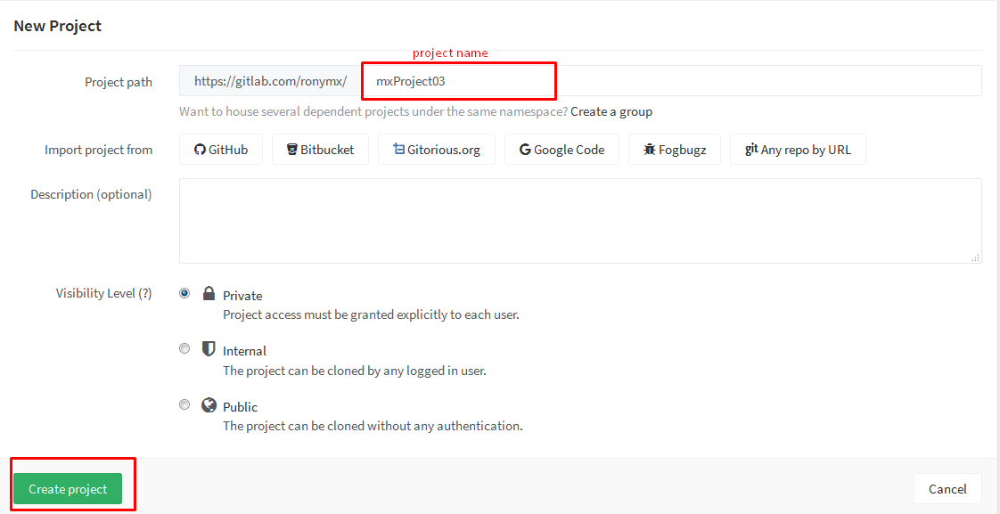 New Project
project name
Project path https://gitlab.com/ronymx/ mxProject03
Want to house several dependent projects under the same namespace? Create a group
Import project from GitHub Bitbucket Gitorious.org Google Code Fogbugz git Any repo by URL
Description (optional)
Visibility Level (?) Private
Project access must be granted explicitly to each user.
Internal
The project can be cloned by any logged in user.
Public
The project can be cloned without any authentication.
Create project Cancel